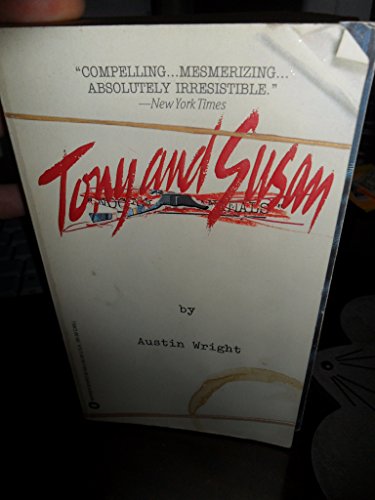 “COMPELLING...MESMERIZING...
ABSOLUTELY IRRESISTIBLE.”
—New York Times
Tony and Susan
by
Austin Wright